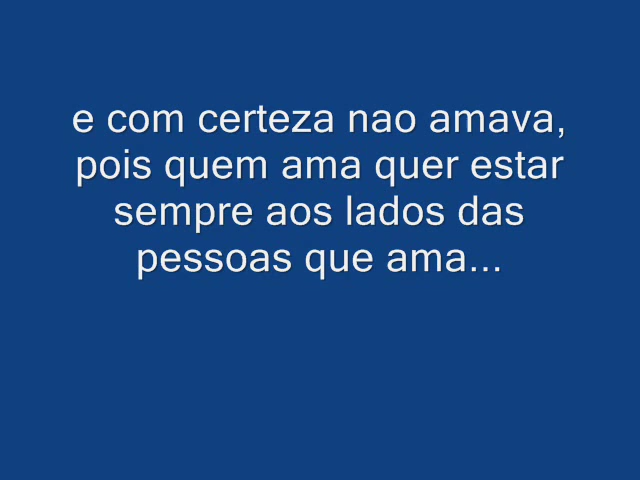 e com certeza nao amava,
pois quem ama quer estar
sempre aos lados das
pessoas que ama...